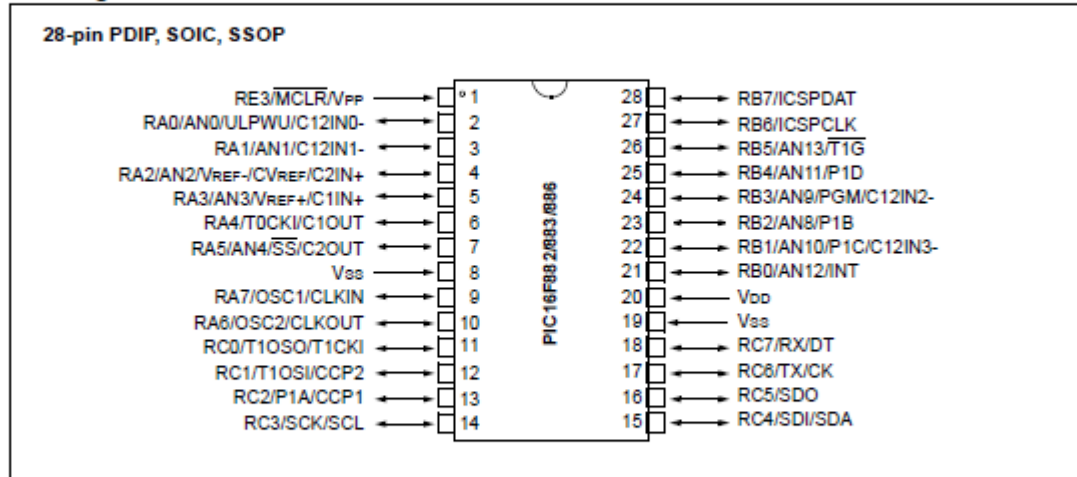 28-pin PDIP, SOIC, SSOP
RE3/MCLR/VPP 1 28 RB7/ICSPDAT
RA0/AN0/ULPWU/C12IN0- 2 27 RB6/ICSPCLK
RA1/AN1/C12IN1- 3 26 RB5/AN13/T1G
RA2/AN2/VREF-/CVREF/C2IN+ 4 25 RB4/AN11/P1D
RA3/AN3/VREF+/C1IN+ 5 24 RB3/AN9/PGM/C12IN2-
RA4/T0CKI/C1OUT 6 23 RB2/AN8/P1B
RA5/AN4/SS/C2OUT 7 22 RB1/AN10/P1C/C12IN3-
VSS 8 21 RB0/AN12/INT
RA7/OSC1/CLKIN 9 20 VDD
RA6/OSC2/CLKOUT 10 19 VSS
RC0/T1OSO/T1CKI 11 18 RC7/RX/DT
RC1/T1OSI/CCP2 12 17 RC6/TX/CK
RC2/P1A/CCP1 13 16 RC5/SDO
RC3/SCK/SCL 14 15 RC4/SDI/SDA
PIC16F882/883/886